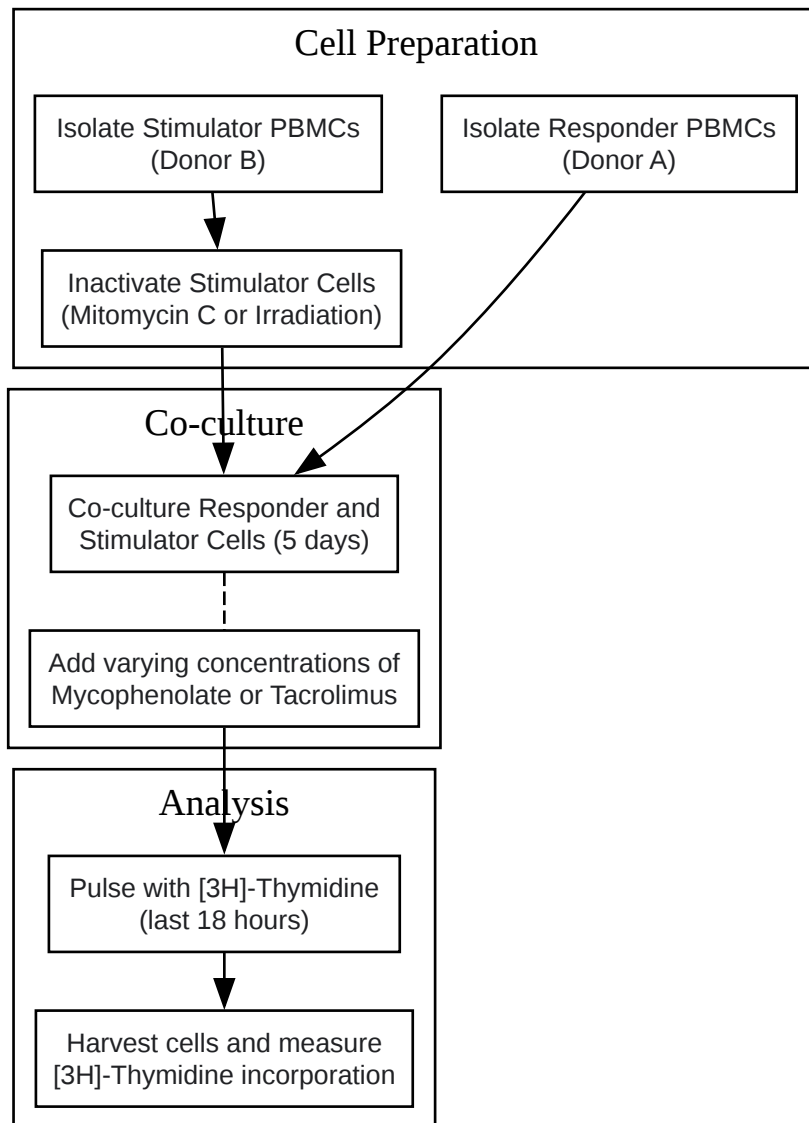 Cell Preparation
Isolate Stimulator PBMCs
(Donor B)
Isolate Responder PBMCs
(Donor A)
Inactivate Stimulator Cells
(Mitomycin C or Irradiation)
Co-culture
Co-culture Responder and
Stimulator Cells (5 days)
Add varying concentrations of
Mycophenolate or Tacrolimus
Analysis
Pulse with [3H]-Thymidine
(last 18 hours)
Harvest cells and measure
[3H]-Thymidine incorporation